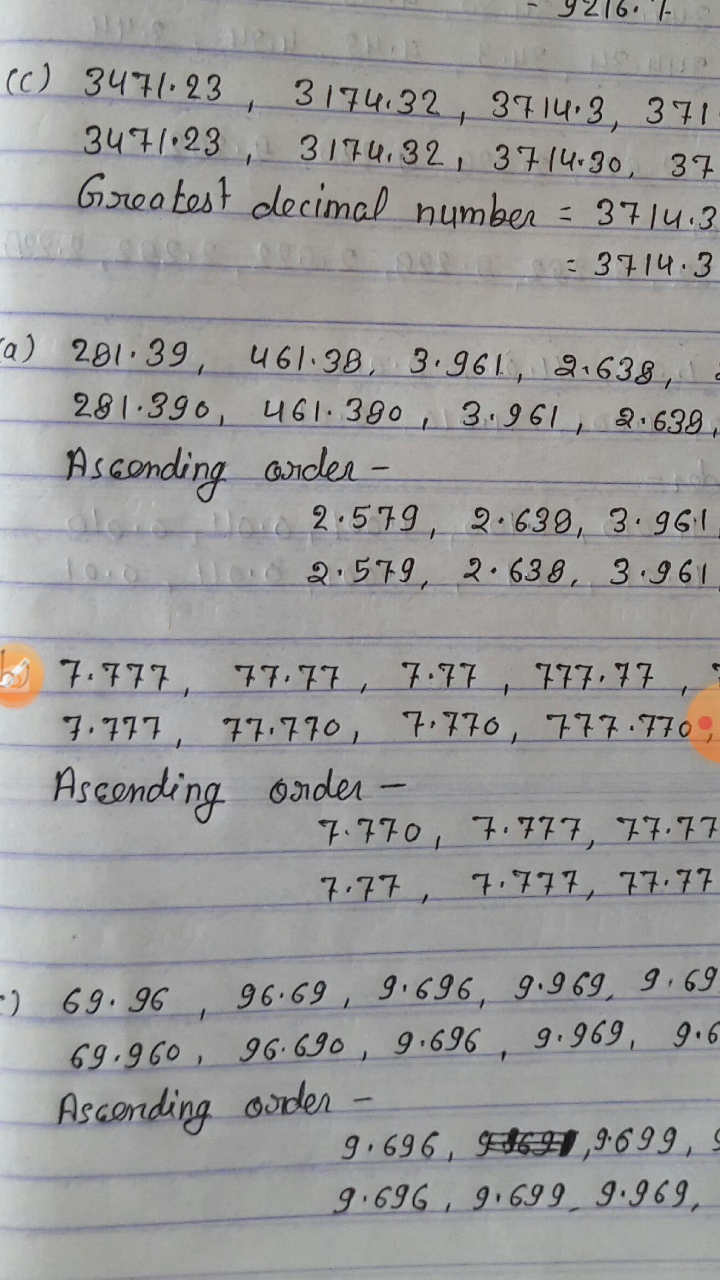 = 9216.7
(c) 3471.23, 3174.32, 3714.3, 371
3471.23, 3174.32, 3714.30, 37
Greatest decimal number = 3714.3
= 3714.3
(a) 281.39, 461.38, 3.961, 2.638,
281.390, 461.380, 3.961, 2.638,
Ascending order -
2.579, 2.638, 3.961
2.579, 2.638, 3.961
b) 7.777, 77.77, 7.77, 777.77,
7.777, 77.770, 7.770, 777.770,
Ascending order -
7.770, 7.777, 77.77
7.77, 7.777, 77.77
c) 69.96, 96.69, 9.696, 9.969, 9.69
69.960, 96.690, 9.696, 9.969, 9.6
Ascending order -
9.696, 9.699,
9.696, 9.699, 9.969,